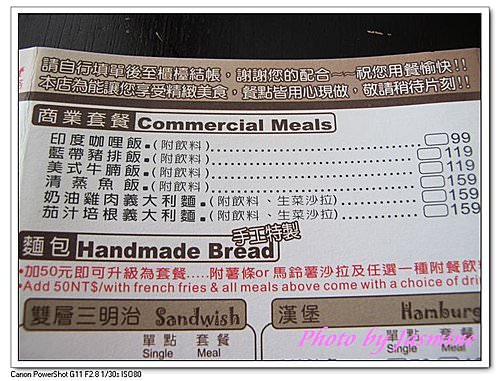 請自行填單後至櫃檯結帳，謝謝您的配合~~祝您用餐愉快!!
本店為能讓您享受精緻美食，餐點皆用心現做，敬請稍待片刻!!
商業套餐 Commercial Meals
印度咖哩飯.(附飲料) 99
藍帶豬排飯.(附飲料) 119
美式牛腩飯.(附飲料) 119
清蒸魚飯.(附飲料) 159
奶油雞肉義大利麵.(附飲料、生菜沙拉) 159
茄汁培根義大利麵.(附飲料、生菜沙拉) 159
麵包 Handmade Bread 手工特製
•加50元即可升級為套餐.....附薯條or 馬鈴薯沙拉及任選一種附餐飲
•Add 50NT$/with french fries & all meals above come with a choice of
雙層三明治 Sandwish 漢堡 Hamburg
單點 套餐 單點 套餐
Single Meal Single Meal
Photo by Jasmine
Canon PowerShot G11 F2.8 1/30s ISO80